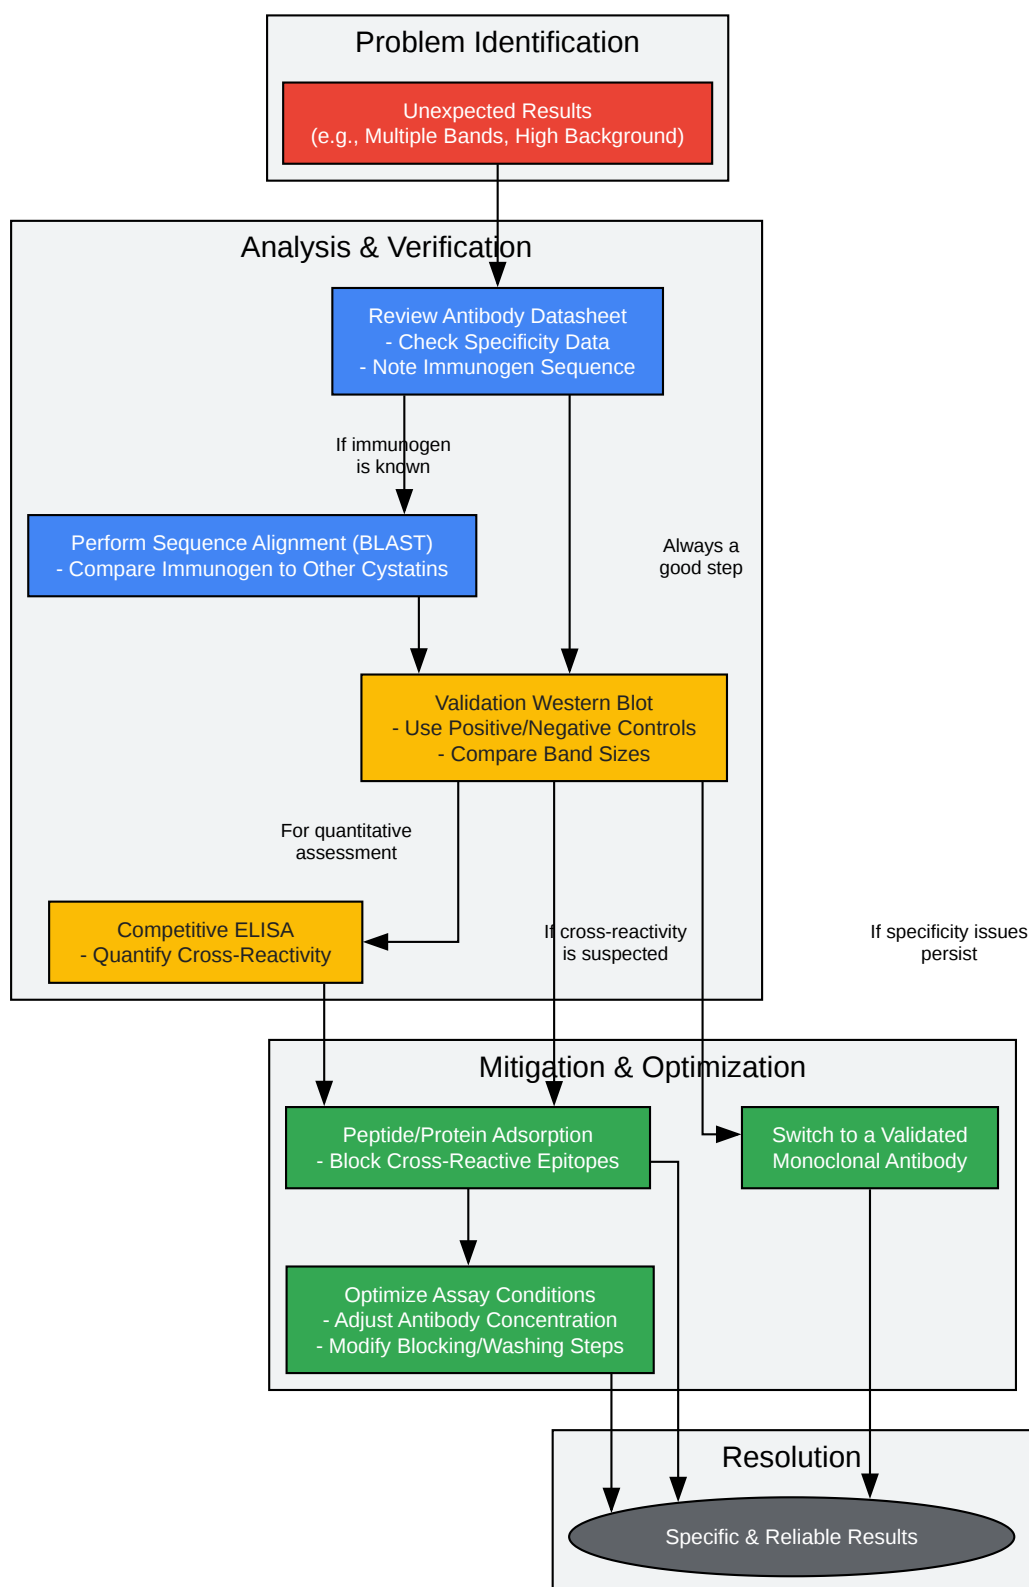 Problem Identification
Unexpected Results
(e.g., Multiple Bands, High Background)
Analysis & Verification
Review Antibody Datasheet
- Check Specificity Data
- Note Immunogen Sequence
If immunogen
is known
Perform Sequence Alignment (BLAST)
- Compare Immunogen to Other Cystatins
Always a
good step
Validation Western Blot
- Use Positive/Negative Controls
- Compare Band Sizes
For quantitative
assessment
Competitive ELISA
- Quantify Cross-Reactivity
If cross-reactivity
is suspected
If specificity issues
persist
Mitigation & Optimization
Peptide/Protein Adsorption
- Block Cross-Reactive Epitopes
Switch to a Validated
Monoclonal Antibody
Optimize Assay Conditions
- Adjust Antibody Concentration
- Modify Blocking/Washing Steps
Resolution
Specific & Reliable Results